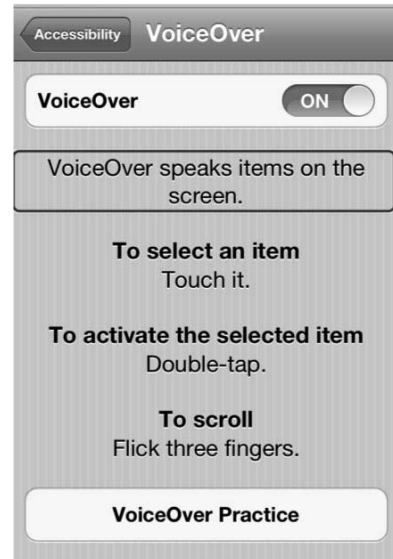 Accessibility VoiceOver
VoiceOver ON
VoiceOver speaks items on the
screen.
To select an item
Touch it.
To activate the selected item
Double-tap.
To scroll
Flick three fingers.
VoiceOver Practice